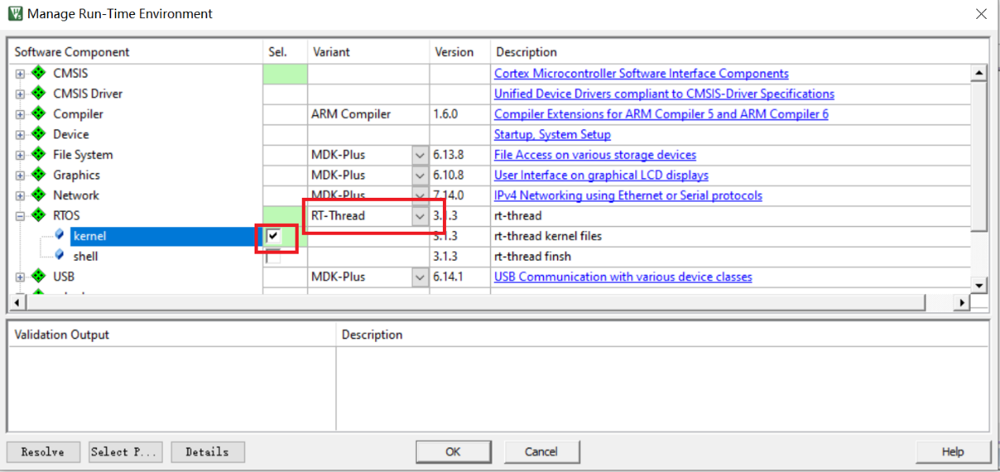 Manage Run-Time Environment
Software Component Sel. Variant Version Description
CMSIS Cortex Microcontroller Software Interface Components
CMSIS Driver Unified Device Drivers compliant to CMSIS-Driver Specifications
Compiler ARM Compiler 1.6.0 Compiler Extensions for ARM Compiler 5 and ARM Compiler 6
Device Startup, System Setup
File System MDK-Plus 6.13.8 File Access on various storage devices
Graphics MDK-Plus 6.10.8 User Interface on graphical LCD displays
Network MDK-Plus 7.14.0 IPv4 Networking using Ethernet or Serial protocols
RTOS RT-Thread 3.1.3 rt-thread
kernel 3.1.3 rt-thread kernel files
shell 3.1.3 rt-thread finsh
USB MDK-Plus 6.14.1 USB Communication with various device classes
Validation Output Description
Resolve Select P... Details OK Cancel Help